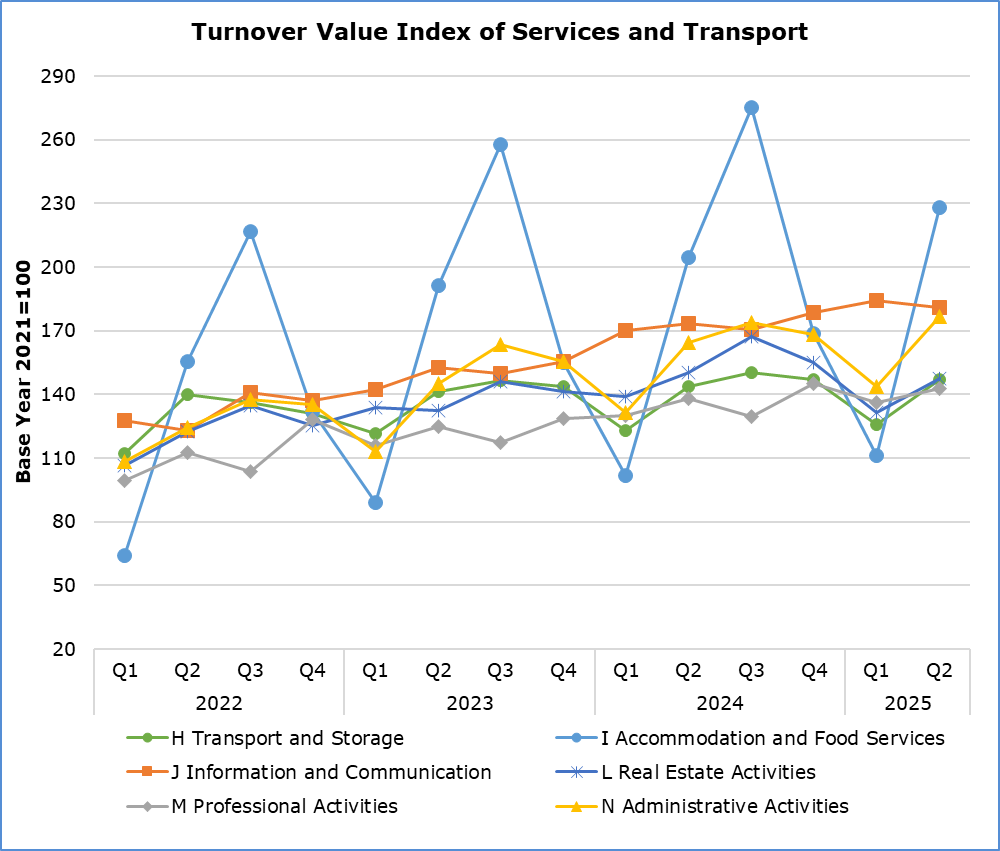 Turnover Value Index of Services and Transport
Base Year 2021=100
290
260
230
200
170
140
110
80
50
20
Q1 Q2 Q3 Q4 Q1 Q2 Q3 Q4 Q1 Q2 Q3 Q4 Q1 Q2
2022 2023 2024 2025
H Transport and Storage I Accommodation and Food Services
J Information and Communication L Real Estate Activities
M Professional Activities N Administrative Activities